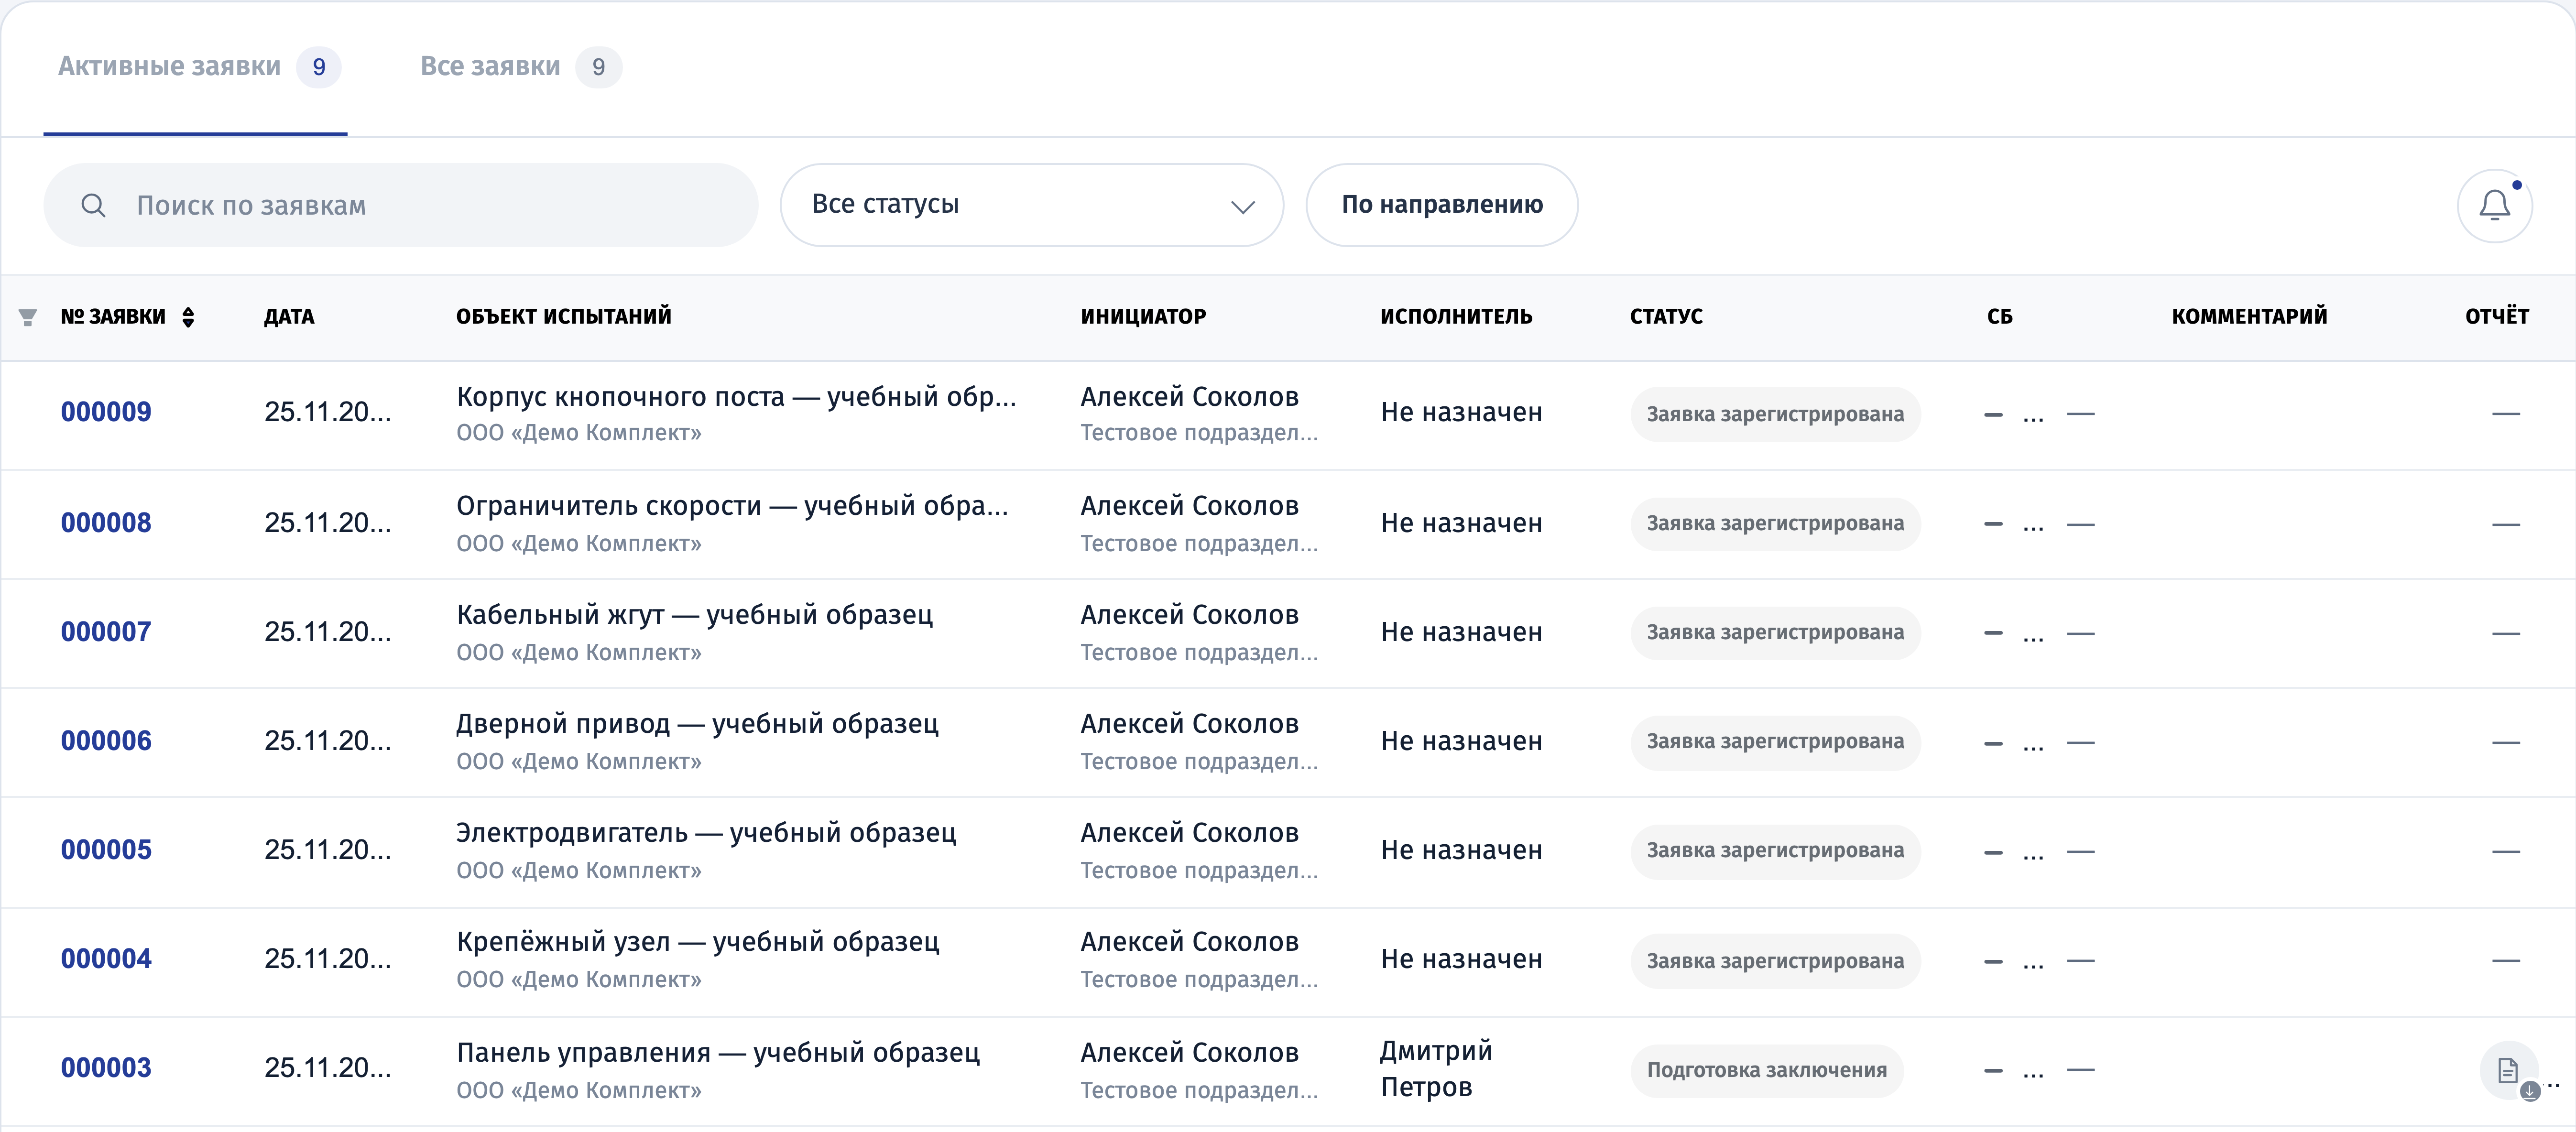 Активные заявки 9 Все заявки 9
Поиск по заявкам Все статусы По направлению
№ ЗАЯВКИ ДАТА ОБЪЕКТ ИСПЫТАНИЙ ИНИЦИАТОР ИСПОЛНИТЕЛЬ СТАТУС СБ КОММЕНТАРИЙ ОТЧЁТ
000009 25.11.20... Корпус кнопочного поста — учебный обр... Алексей Соколов Не назначен Заявка зарегистрирована – ... — —
ООО «Демо Комплект» Тестовое подраздел...
000008 25.11.20... Ограничитель скорости — учебный обра... Алексей Соколов Не назначен Заявка зарегистрирована – ... — —
ООО «Демо Комплект» Тестовое подраздел...
000007 25.11.20... Кабельный жгут — учебный образец Алексей Соколов Не назначен Заявка зарегистрирована – ... — —
ООО «Демо Комплект» Тестовое подраздел...
000006 25.11.20... Дверной привод — учебный образец Алексей Соколов Не назначен Заявка зарегистрирована – ... — —
ООО «Демо Комплект» Тестовое подраздел...
000005 25.11.20... Электродвигатель — учебный образец Алексей Соколов Не назначен Заявка зарегистрирована – ... — —
ООО «Демо Комплект» Тестовое подраздел...
000004 25.11.20... Крепёжный узел — учебный образец Алексей Соколов Не назначен Заявка зарегистрирована – ... — —
ООО «Демо Комплект» Тестовое подраздел...
000003 25.11.20... Панель управления — учебный образец Алексей Соколов Дмитрий Подготовка заключения – ... — ..
ООО «Демо Комплект» Тестовое подраздел... Петров